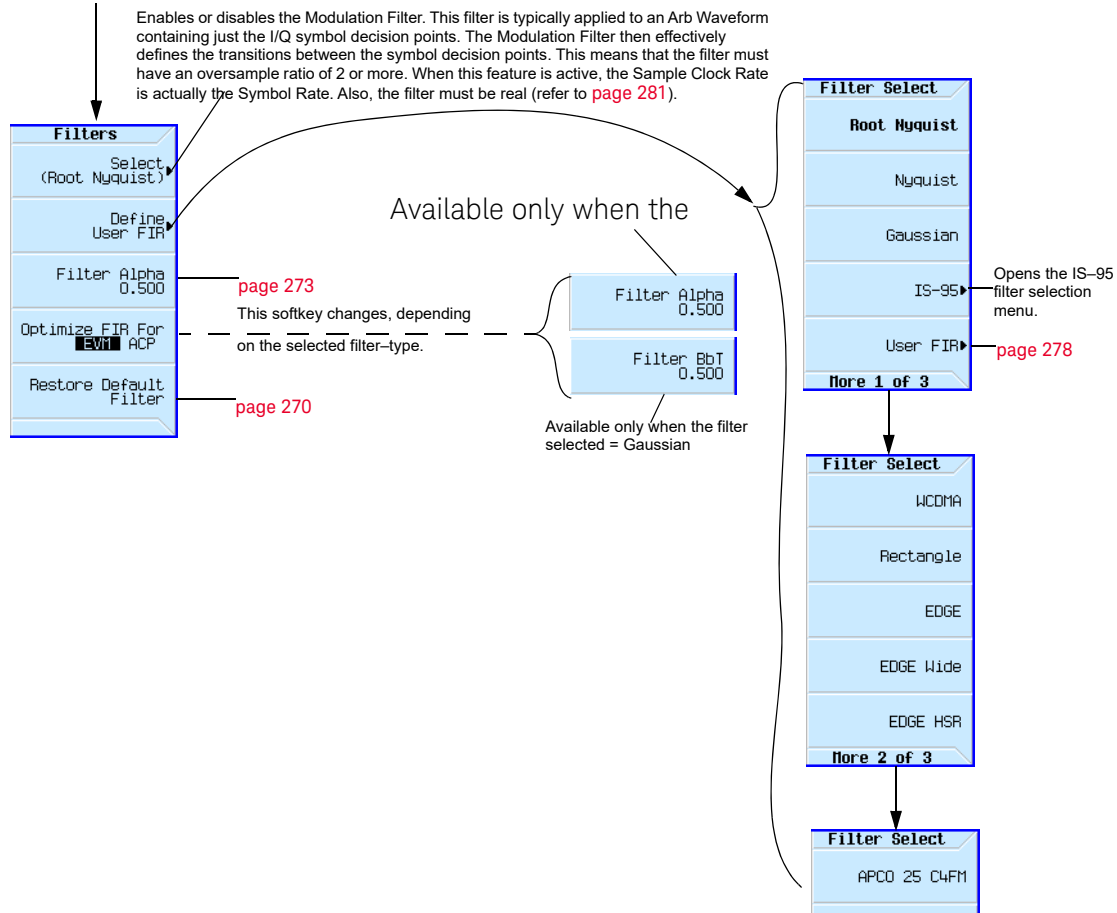 Enables or disables the Modulation Filter. This filter is typically applied to an Arb Waveform
containing just the I/Q symbol decision points. The Modulation Filter then effectively
defines the transitions between the symbol decision points. This means that the filter must
have an oversample ratio of 2 or more. When this feature is active, the Sample Clock Rate
is actually the Symbol Rate. Also, the filter must be real (refer to page 281).
Filters
Select
(Root Nyquist)
Define
User FIR
Filter Alpha
0.500
Optimize FIR For
EVM ACP
Restore Default
Filter
page 273
This softkey changes, depending
on the selected filter–type.
page 270
Available only when the
Filter Alpha
0.500
Filter BbT
0.500
Available only when the filter
selected = Gaussian
Filter Select
Root Nyquist
Nyquist
Gaussian
IS-95
User FIR
More 1 of 3
Opens the IS–95
filter selection
menu.
page 278
Filter Select
WCDMA
Rectangle
EDGE
EDGE Wide
EDGE HSR
More 2 of 3
Filter Select
APCO 25 C4FM